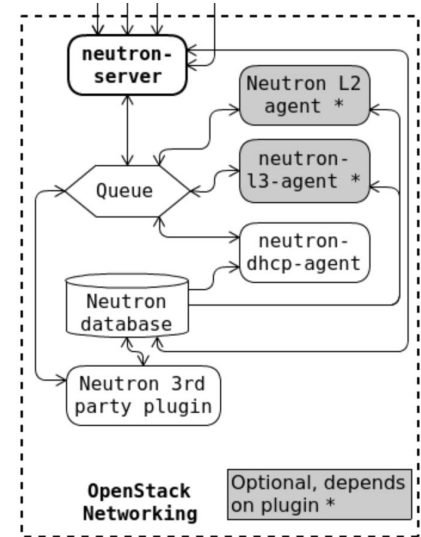 neutron-
server
Neutron L2
agent *
neutron-
l3-agent *
Queue
neutron-
dhcp-agent
Neutron
database
Neutron 3rd
party plugin
OpenStack
Networking
Optional, depends
on plugin *